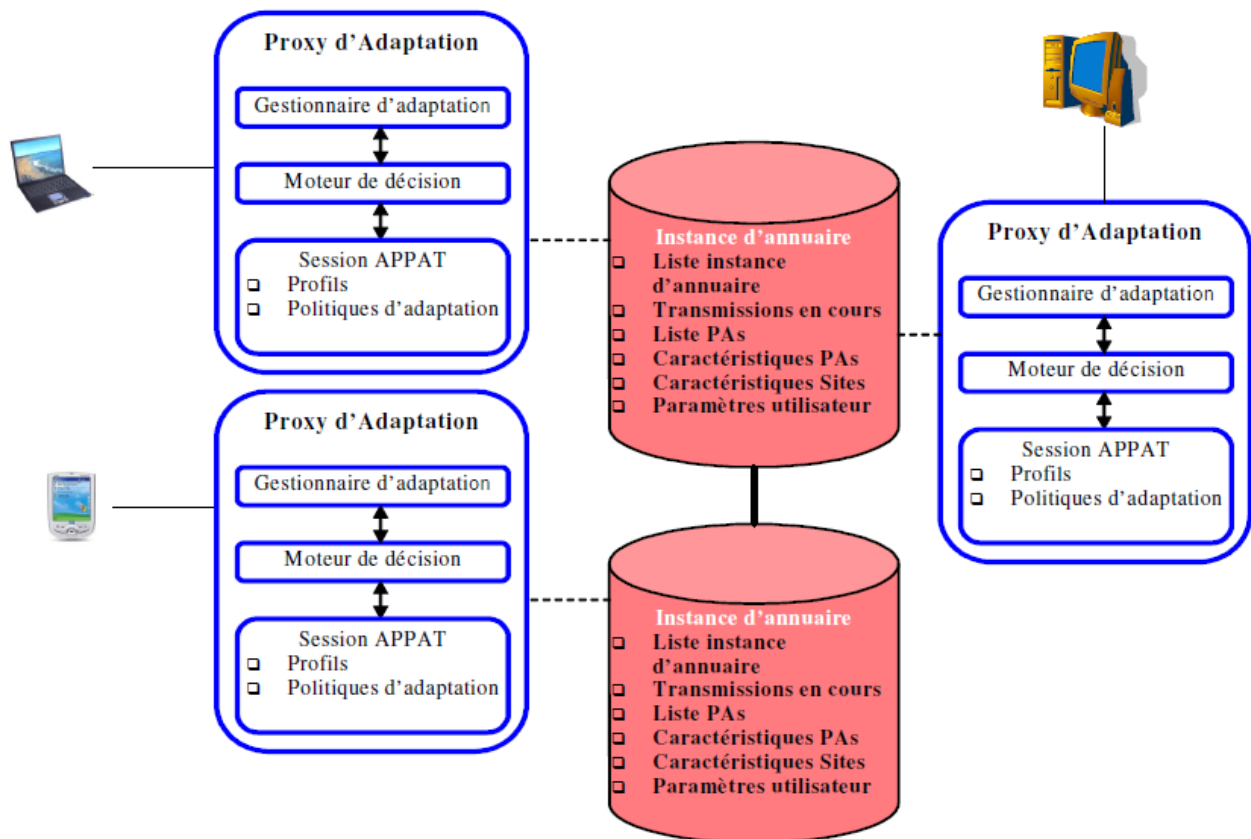 Proxy d'Adaptation
Gestionnaire d'adaptation
Moteur de décision
Session APPAT
❑ Profils
❑ Politiques d'adaptation
Proxy d'Adaptation
Gestionnaire d'adaptation
Moteur de décision
Session APPAT
❑ Profils
❑ Politiques d'adaptation
Instance d'annuaire
❑ Liste instance
d'annuaire
❑ Transmissions en cours
❑ Liste PAs
❑ Caractéristiques PAs
❑ Caractéristiques Sites
❑ Paramètres utilisateur
Instance d'annuaire
❑ Liste instance
d'annuaire
❑ Transmissions en cours
❑ Liste PAs
❑ Caractéristiques PAs
❑ Caractéristiques Sites
❑ Paramètres utilisateur
Proxy d'Adaptation
Gestionnaire d'adaptation
Moteur de décision
Session APPAT
❑ Profils
❑ Politiques d'adaptation